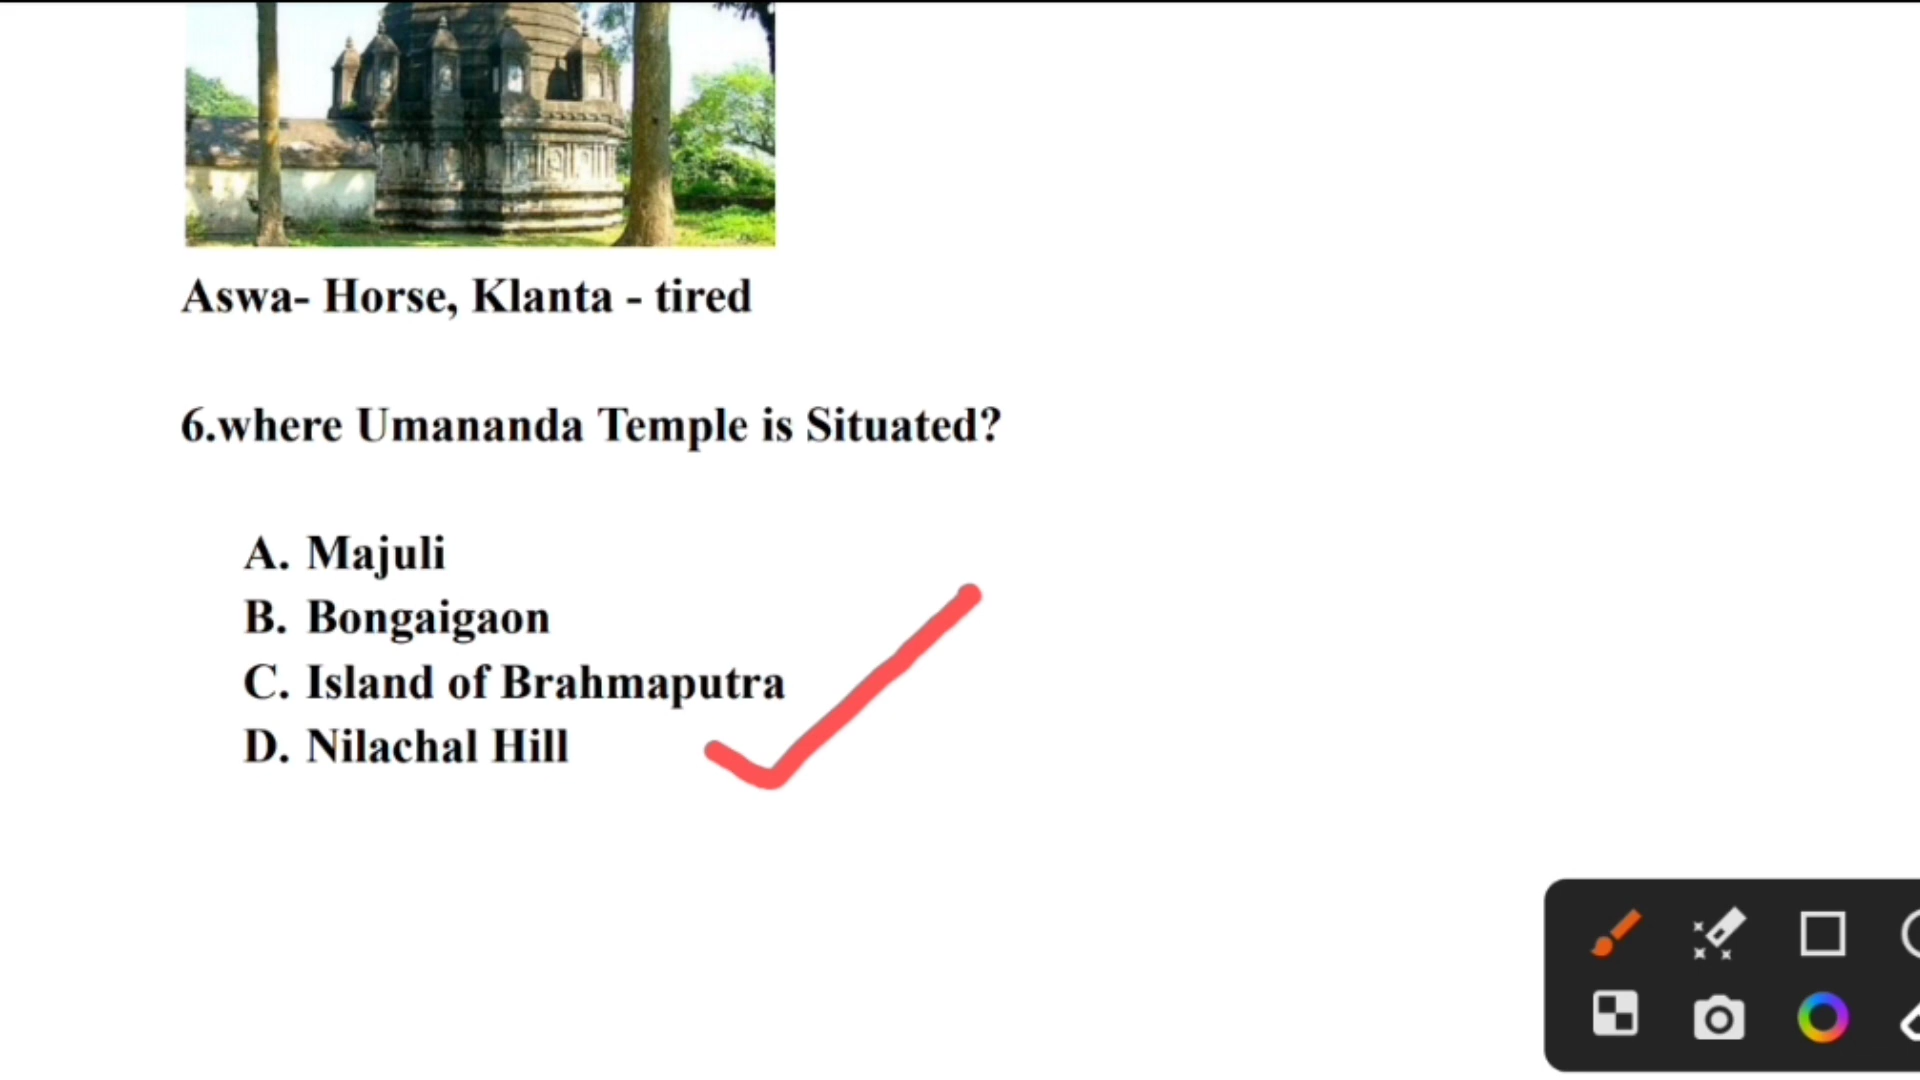 Aswa- Horse, Klanta - tired
6.where Umananda Temple is Situated?
A. Majuli
B. Bongaigaon
C. Island of Brahmaputra
D. Nilachal Hill